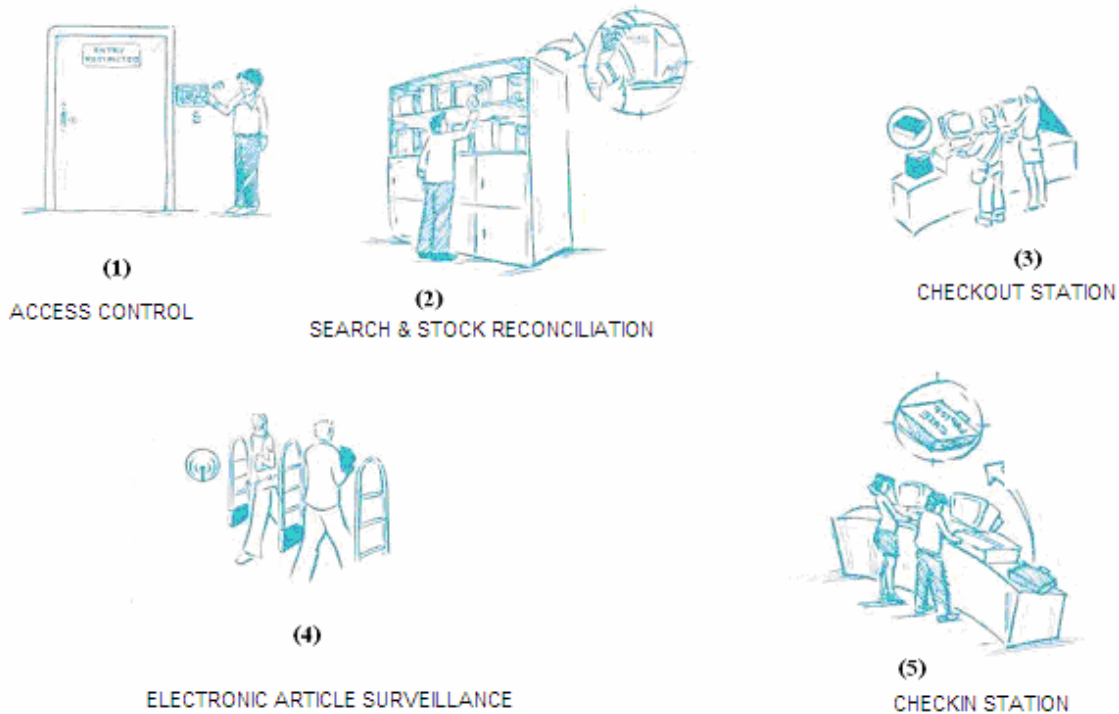 ENTRY
RESTRICTED
(1)
ACCESS CONTROL
(2)
SEARCH & STOCK RECONCILIATION
(3)
CHECKOUT STATION
(4)
ELECTRONIC ARTICLE SURVEILLANCE
(5)
CHECKIN STATION